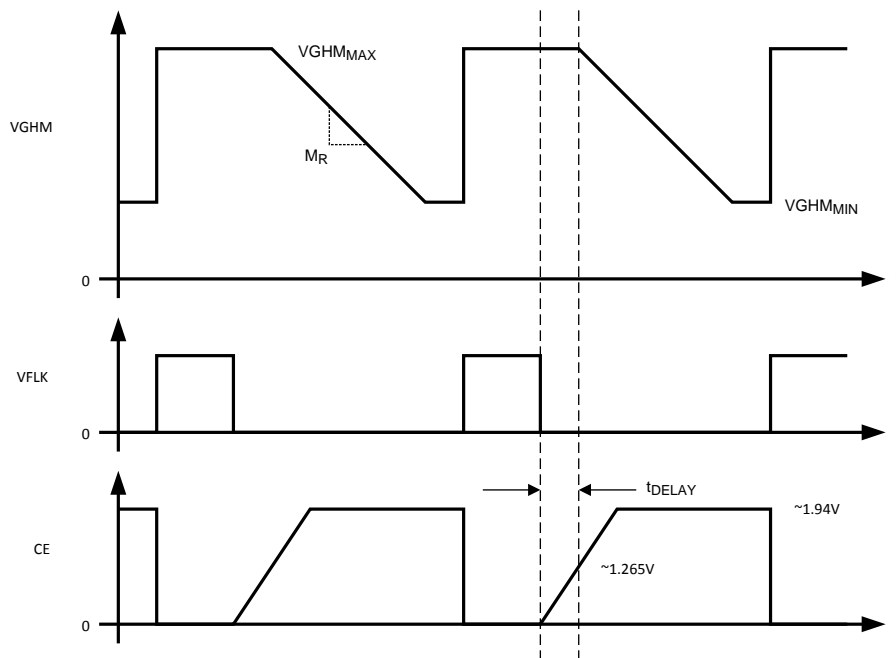 VGHMMAX
VGHM
MR
VGHMMIN
0
VFLK
0
tDELAY
~1.94V
CE
~1.265V
0